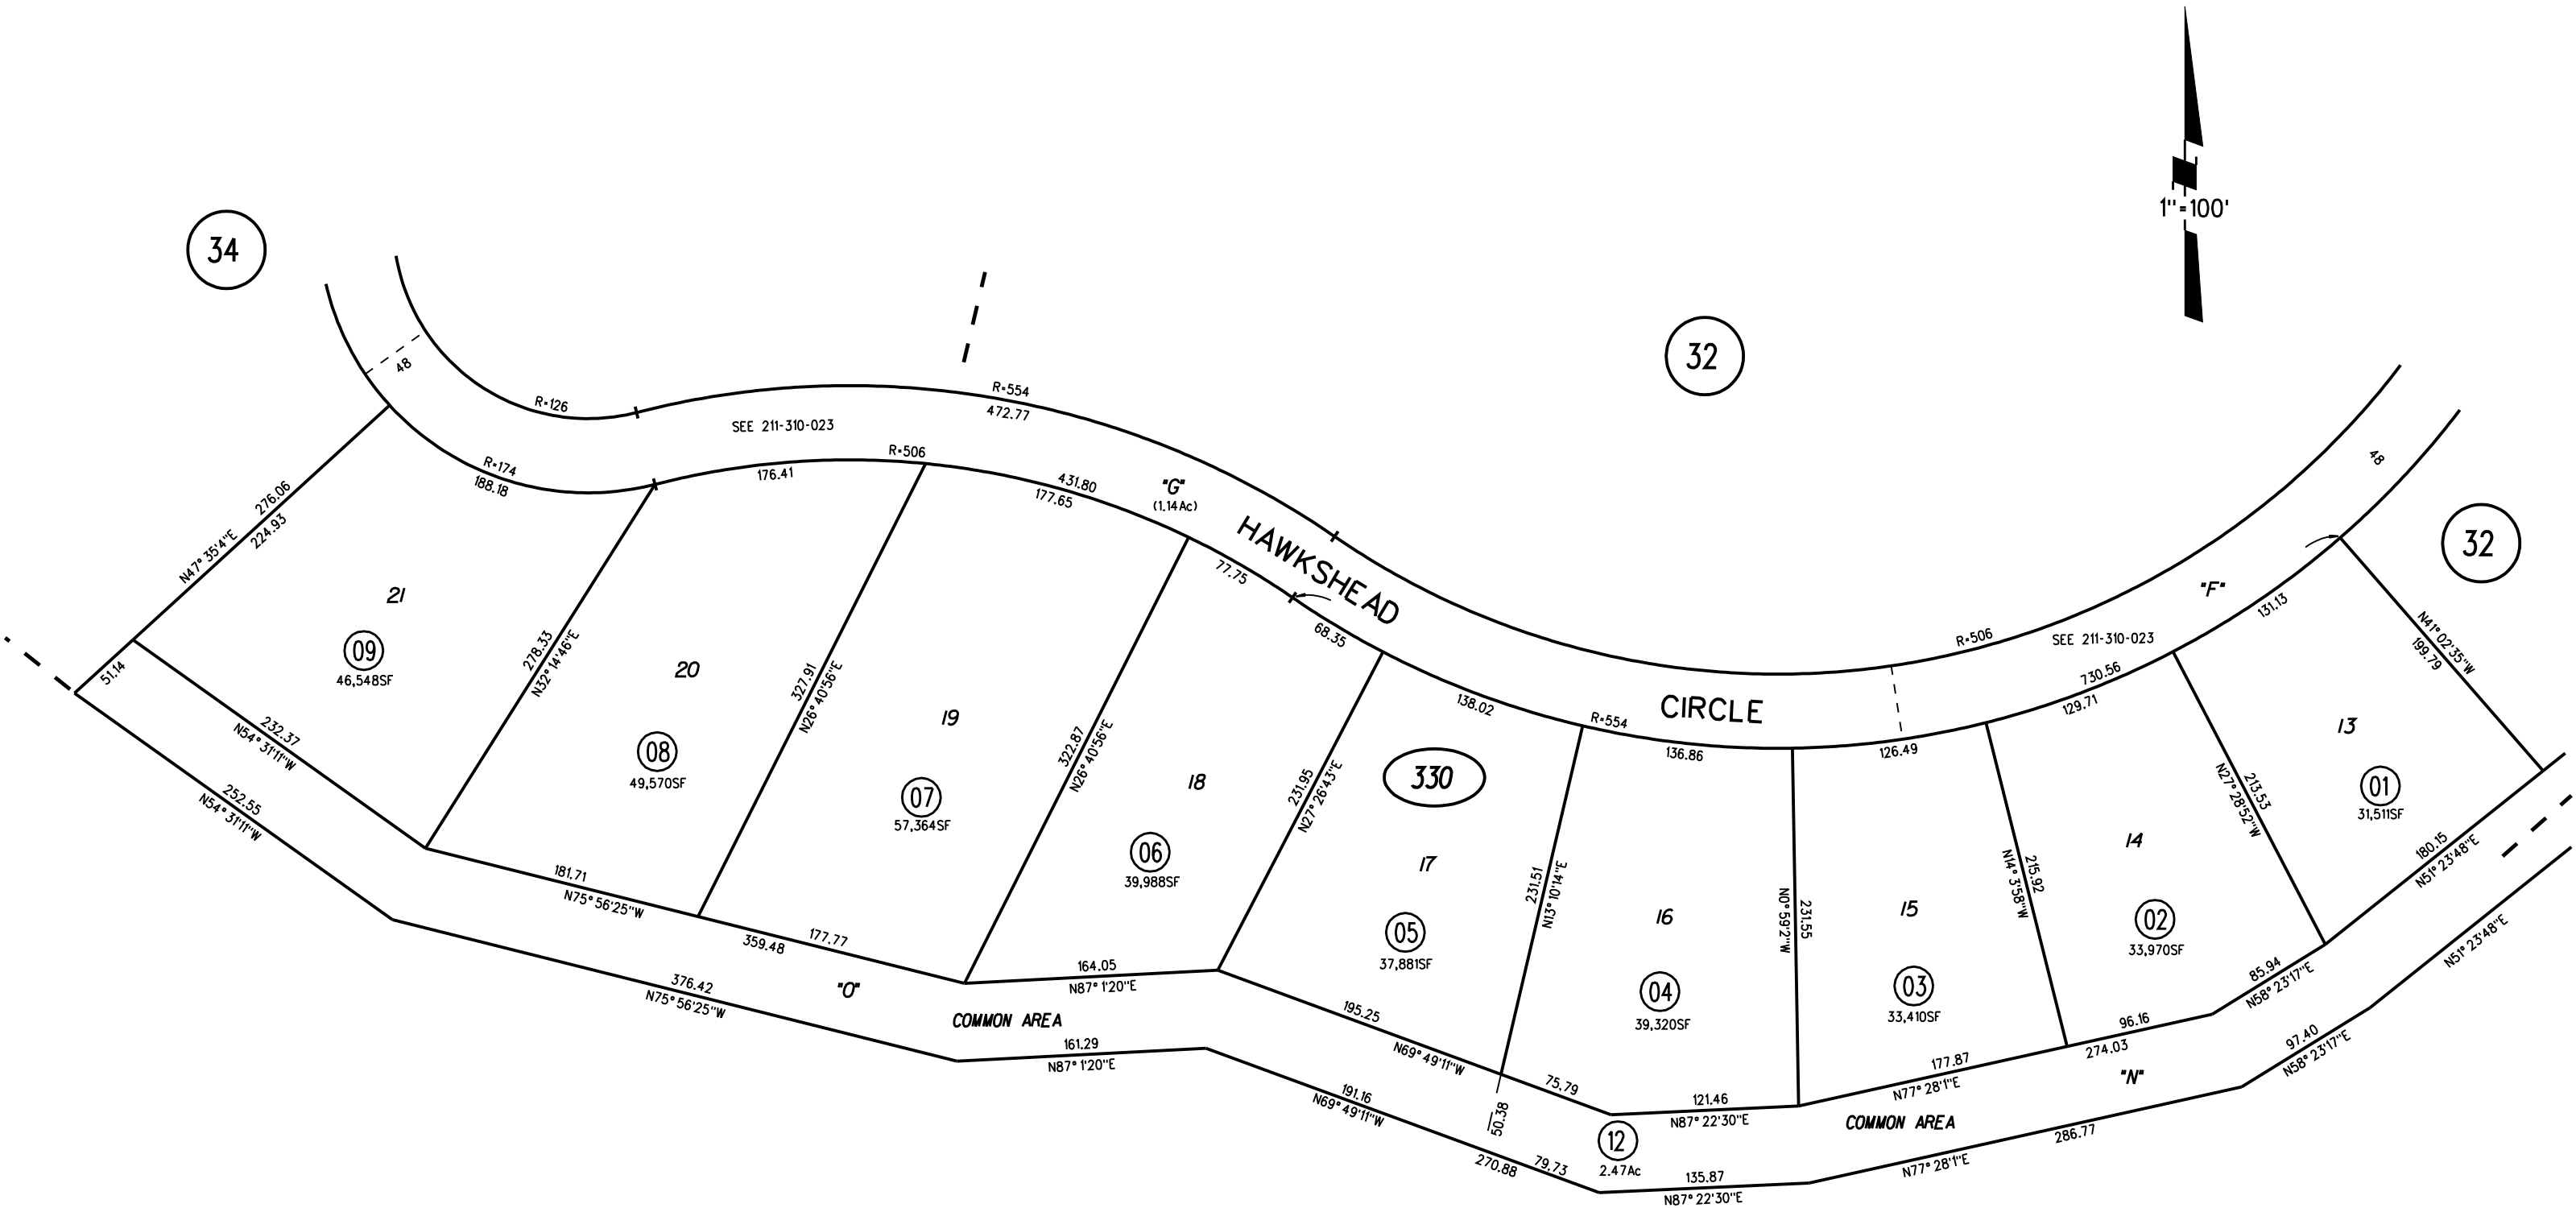 1"=100'
34
32
48
R=126
R=554
472.77
SEE 211-310-023
R=506
176.41
431.80
177.65
"G"
(1.14Ac)
HAWKSHEAD
CIRCLE
R=174
188.18
276.06
N47°35'4"E
224.93
51.14
21
09
46,548SF
232.37
N54°31'11"W
252.55
N54°31'11"W
278.33
N32°14'46"E
20
08
49,570SF
181.71
N75°56'25"W
327.91
N26°40'56"E
19
07
57,364SF
359.48
177.77
376.42
N75°56'25"W
"O"
COMMON AREA
322.87
N26°40'56"E
77.75
68.35
18
06
39,988SF
164.05
N87°1'20"E
161.29
N87°1'20"E
231.95
N27°26'43"E
138.02
330
17
05
37,881SF
195.25
N69°49'11"W
191.16
N69°49'11"W
270.88
79.73
50.38
231.51
N13°10'14"E
R=554
136.86
16
04
39,320SF
75.79
121.46
N87°22'30"E
12
2.47Ac
135.87
N87°22'30"E
N0°59'2"W
231.55
126.49
15
03
33,410SF
177.87
N77°28'1"E
COMMON AREA
N77°28'1"E
286.77
N14°3'58"W
215.92
R=506
SEE 211-310-023
730.56
129.71
14
02
33,970SF
96.16
274.03
"N"
85.94
N58°23'17"E
97.40
N58°23'17"E
"F"
131.13
48
32
N41°02'35"W
199.79
N27°28'52"W
213.53
13
01
31,511SF
180.15
N51°23'48"E
N51°23'48"E